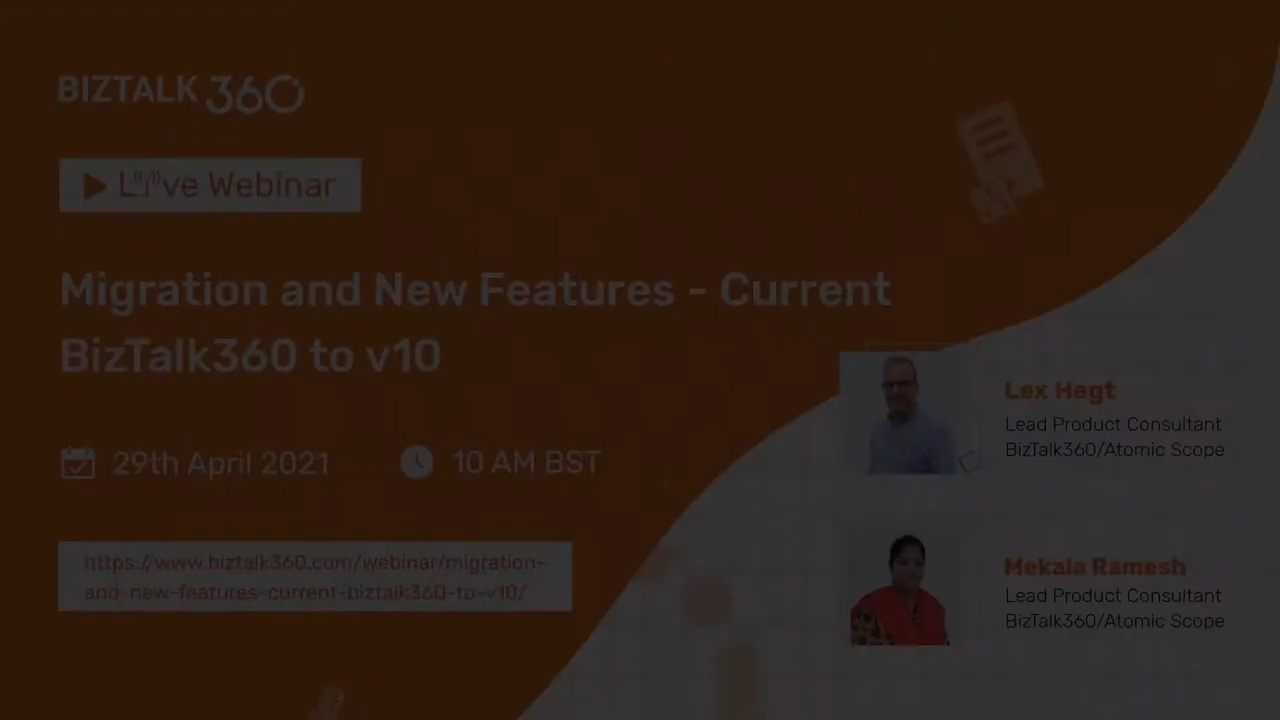 BIZTALK 360
Live Webinar
Migration and New Features - Current
BizTalk360 to v10
29th April 2021
10 AM BST
https://www.biztalk360.com/webinar/migration-
and-new-features-current-biztalk360-to-v10/
Lex Hegt
Lead Product Consultant
BizTalk360/Atomic Scope
Mekala Ramesh
Lead Product Consultant
BizTalk360/Atomic Scope